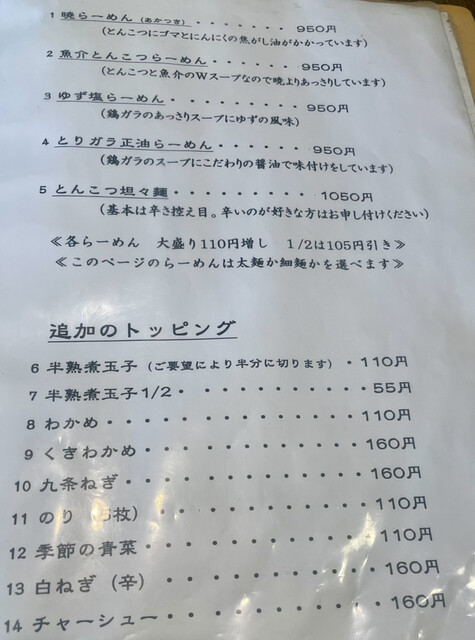 1 暁らーめん (あかつき)・・・・・・・ 950円
(とんこつにゴマとにんにくの焦がし油がかかっています)
2 魚介とんこつらーめん・・・・・・ 950円
(とんこつと魚介のWスープなので暁よりあっさりしています)
3 ゆず塩らーめん・・・・・・・・・ 950円
(鶏ガラのあっさりスープにゆずの風味)
4 とりガラ正油らーめん・・・・・・ 950円
(鶏ガラのスープにこだわりの醤油で味付けをしています)
5 とんこつ坦々麺・・・・・・・・・ 1050円
(基本は辛さ控え目。辛いのが好きな方はお申し付けください)
≪各らーめん 大盛り110円増し 1/2は105円引き≫
≪このページのらーめんは太麺か細麺かを選べます≫
追加のトッピング
6 半熟煮玉子 (ご要望により半分に切ります) ・110円
7 半熟煮玉子1/2・ ・・・・・・・・・ 55円
8 わかめ・・・・・・・・・・・・・110円
9 くきわかめ・・・・・・・・・・・160円
10 九条ねぎ・・・・・・・・・・・・160円
11 のり (5枚)・・・・・・・・・・・110円
12 季節の青菜・・・・・・・・・・・110円
13 白ねぎ (辛)・・・・・・・・・・160円
14 チャーシュー・・・・・・・・・・160円